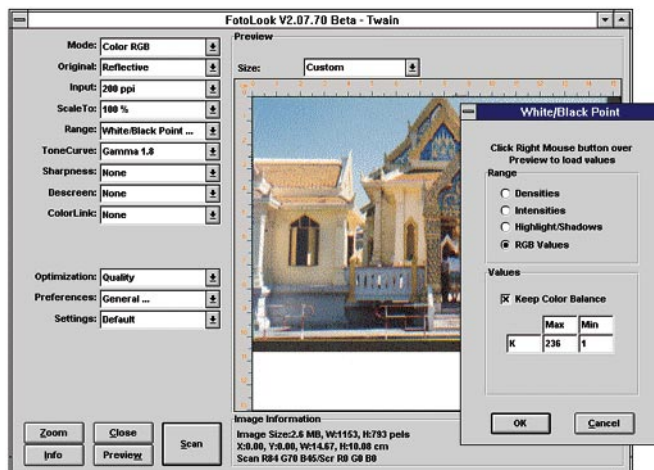 FotoLook V2.07.70 Beta - Twain
Mode: Color RGB
Original: Reflective
Input: 200 ppi
ScaleTo: 100 %
Range: White/Black Point ...
ToneCurve: Gamma 1.8
Sharpness: None
Descreen: None
ColorLink: None
Optimization: Quality
Preferences: General ...
Settings: Default
Zoom
Close
Scan
Info
Preview
Preview
Size: Custom
Image Information
Image Size:2.6 MB, W:1153, H:793 pels
X:0.00, Y:0.00, W:14.67, H:10.08 cm
Scan R84 G70 B45/Scr R0 G0 B0
White/Black Point
Click Right Mouse button over
Preview to load values
Range
Densities
Intensities
Highlight/Shadows
RGB Values
Values
Keep Color Balance
Max Min
K 236 1
OK
Cancel